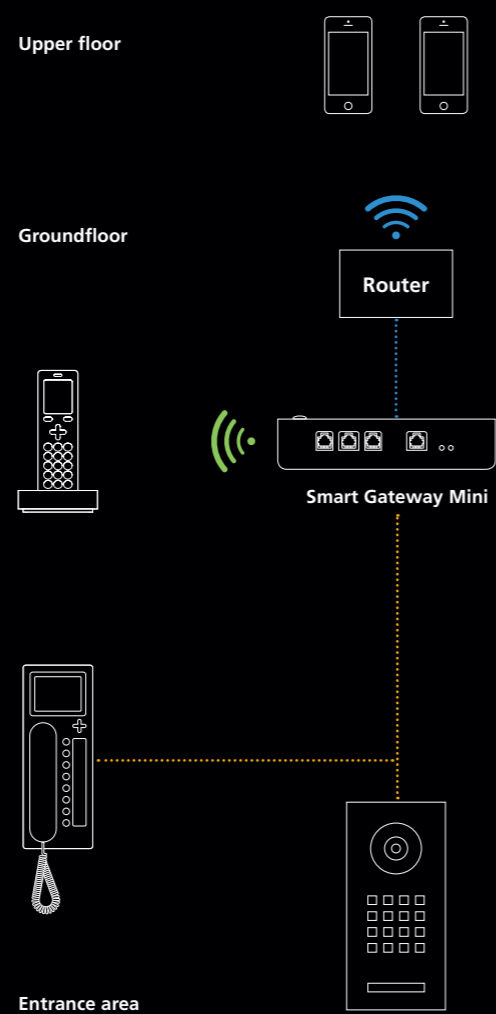 Upper floor
Groundfloor
Router
Smart Gateway Mini
Entrance area